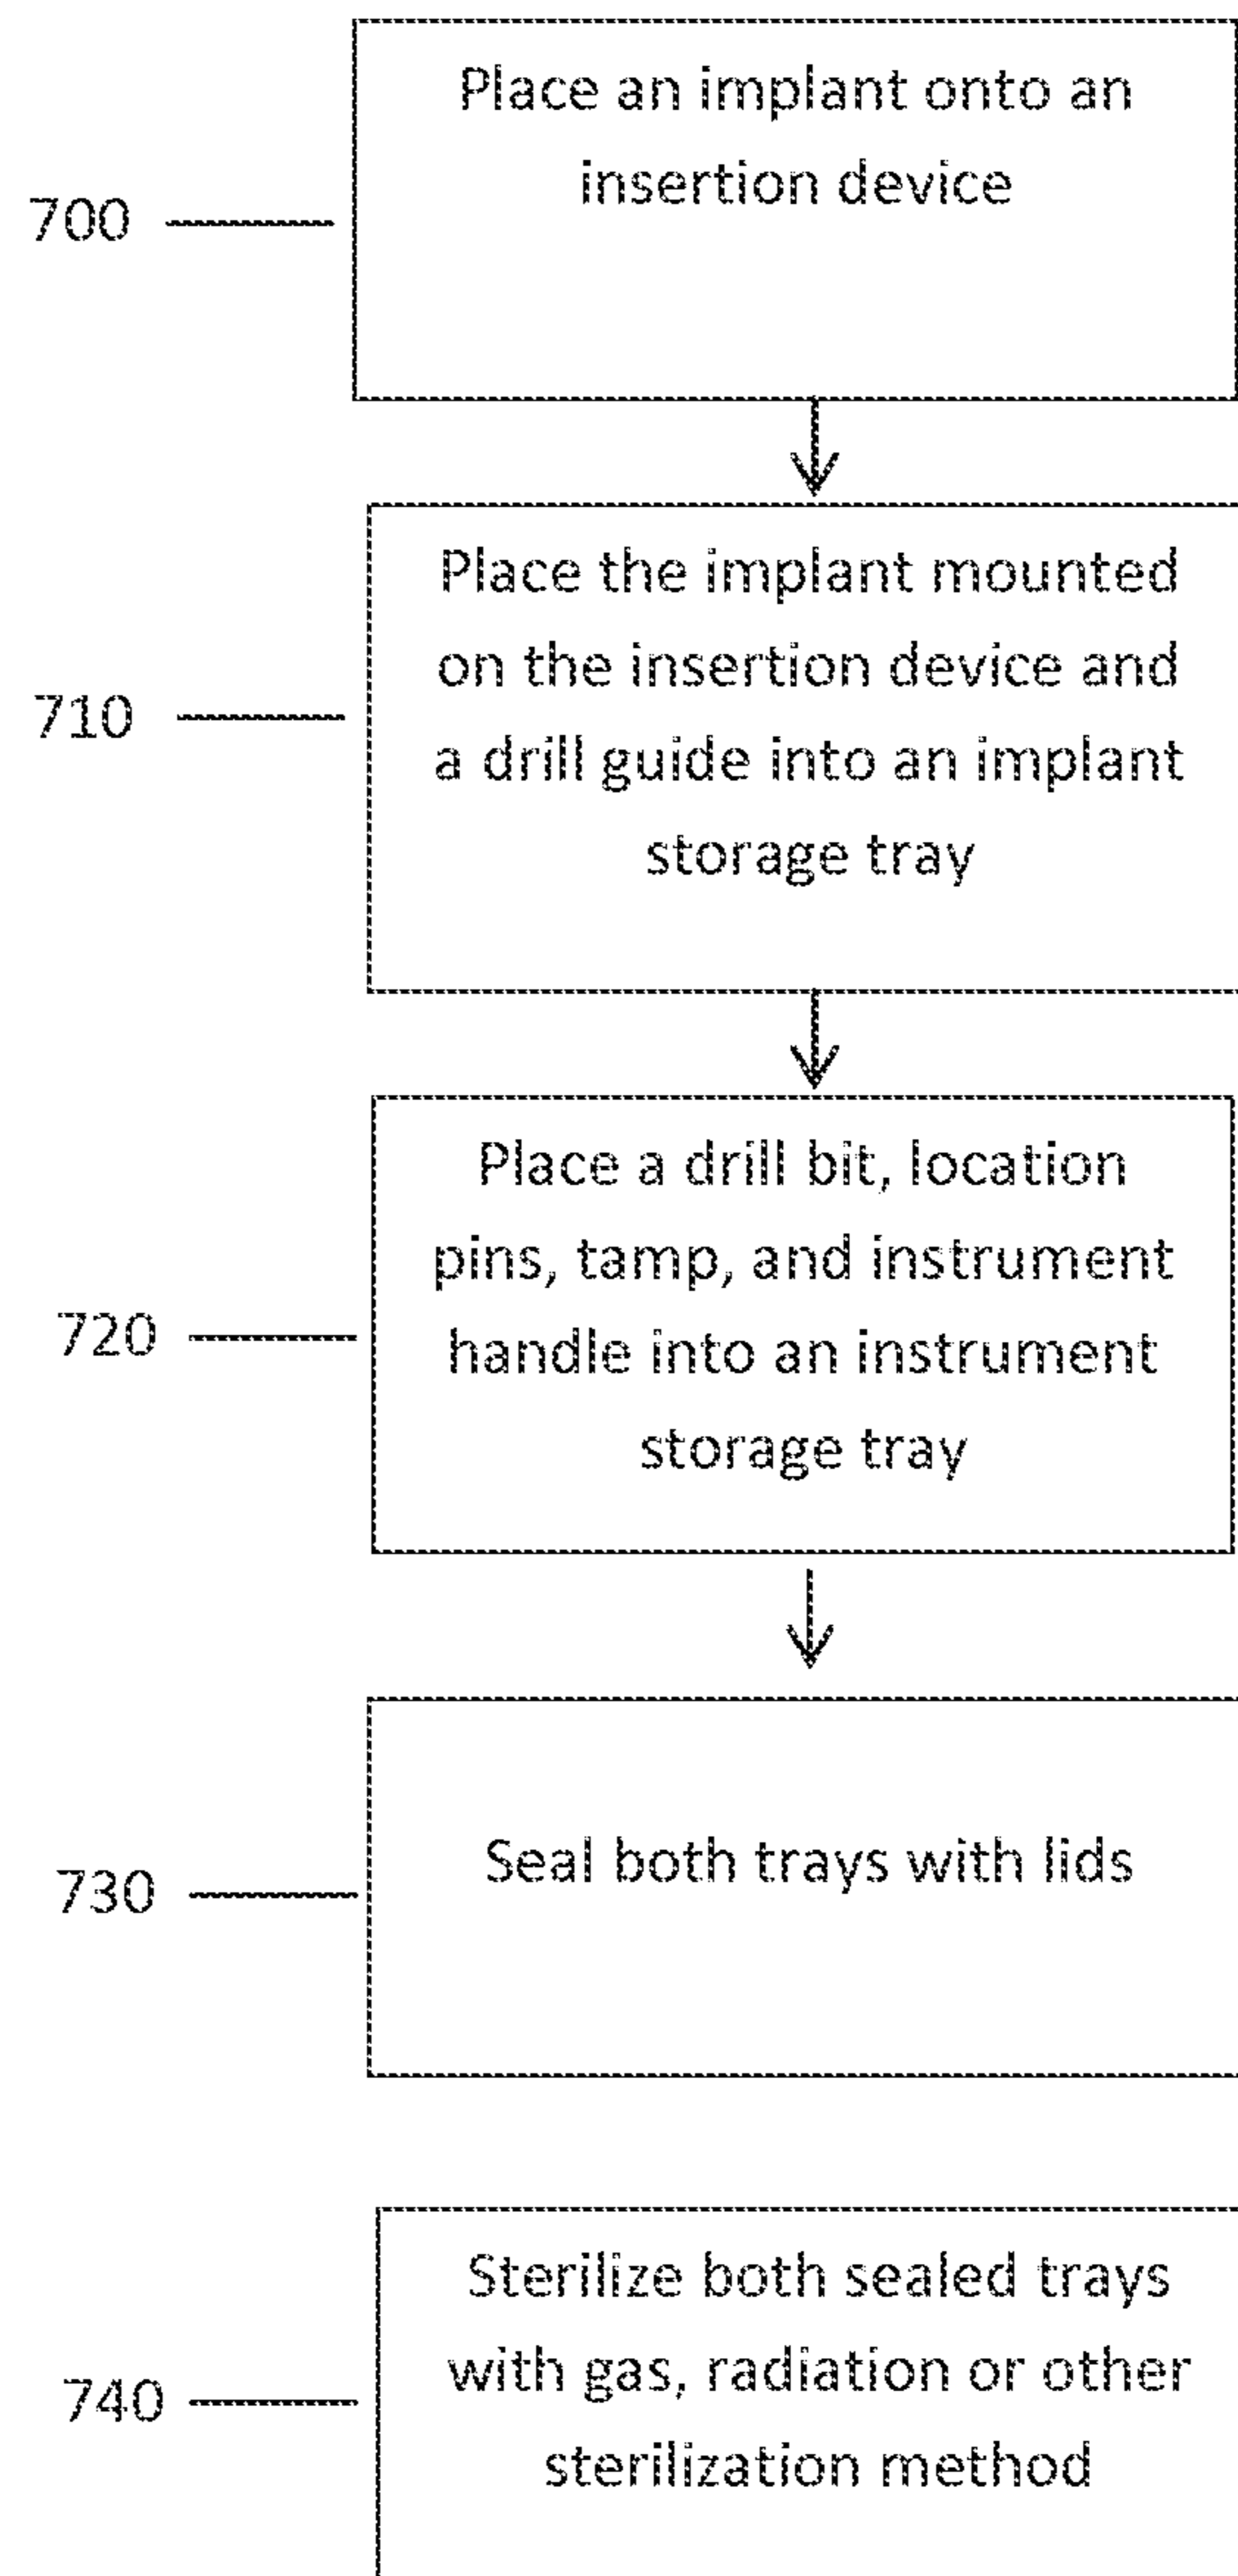 Place an implant onto an
insertion device
700
Place the implant mounted
on the insertion device and
a drill guide into an implant
storage tray
710
Place a drill bit, location
pins, tamp, and instrument
handle into an instrument
storage tray
720
Seal both trays with lids
730
Sterilize both sealed trays
with gas, radiation or other
sterilization method
740